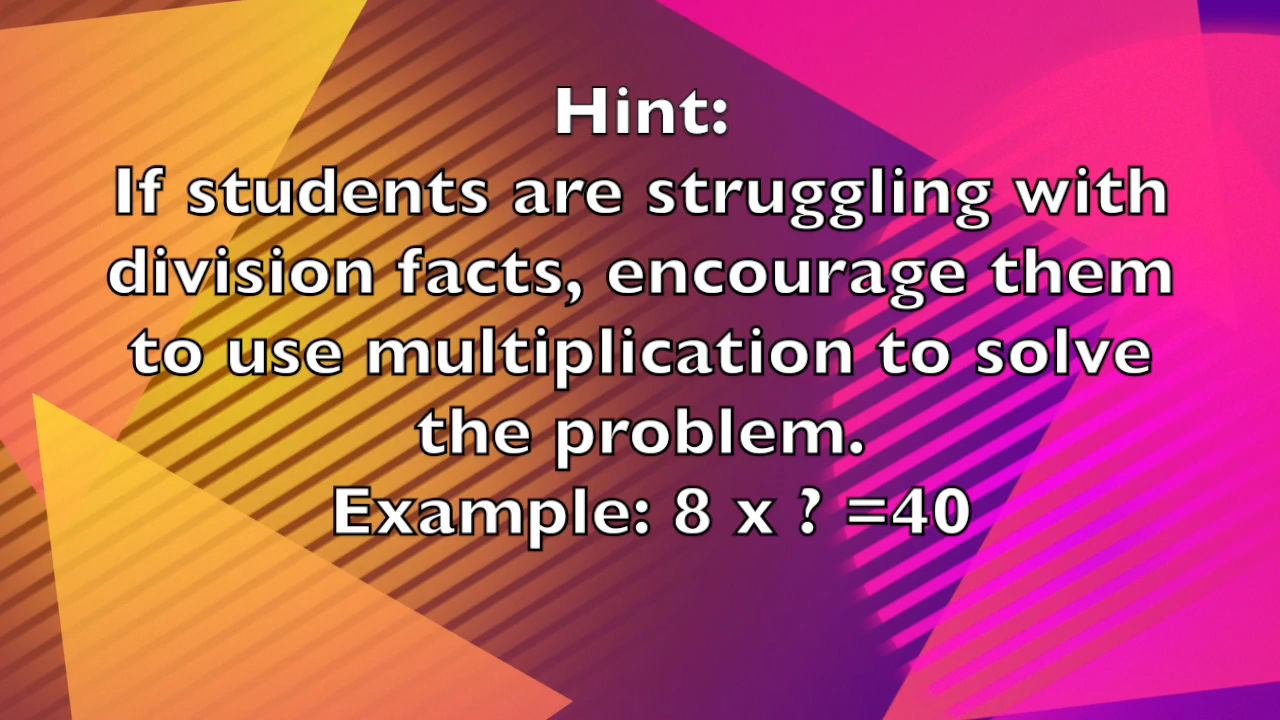 Hint:
If students are struggling with
division facts, encourage them
to use multiplication to solve
the problem.
Example: 8 x ? =40